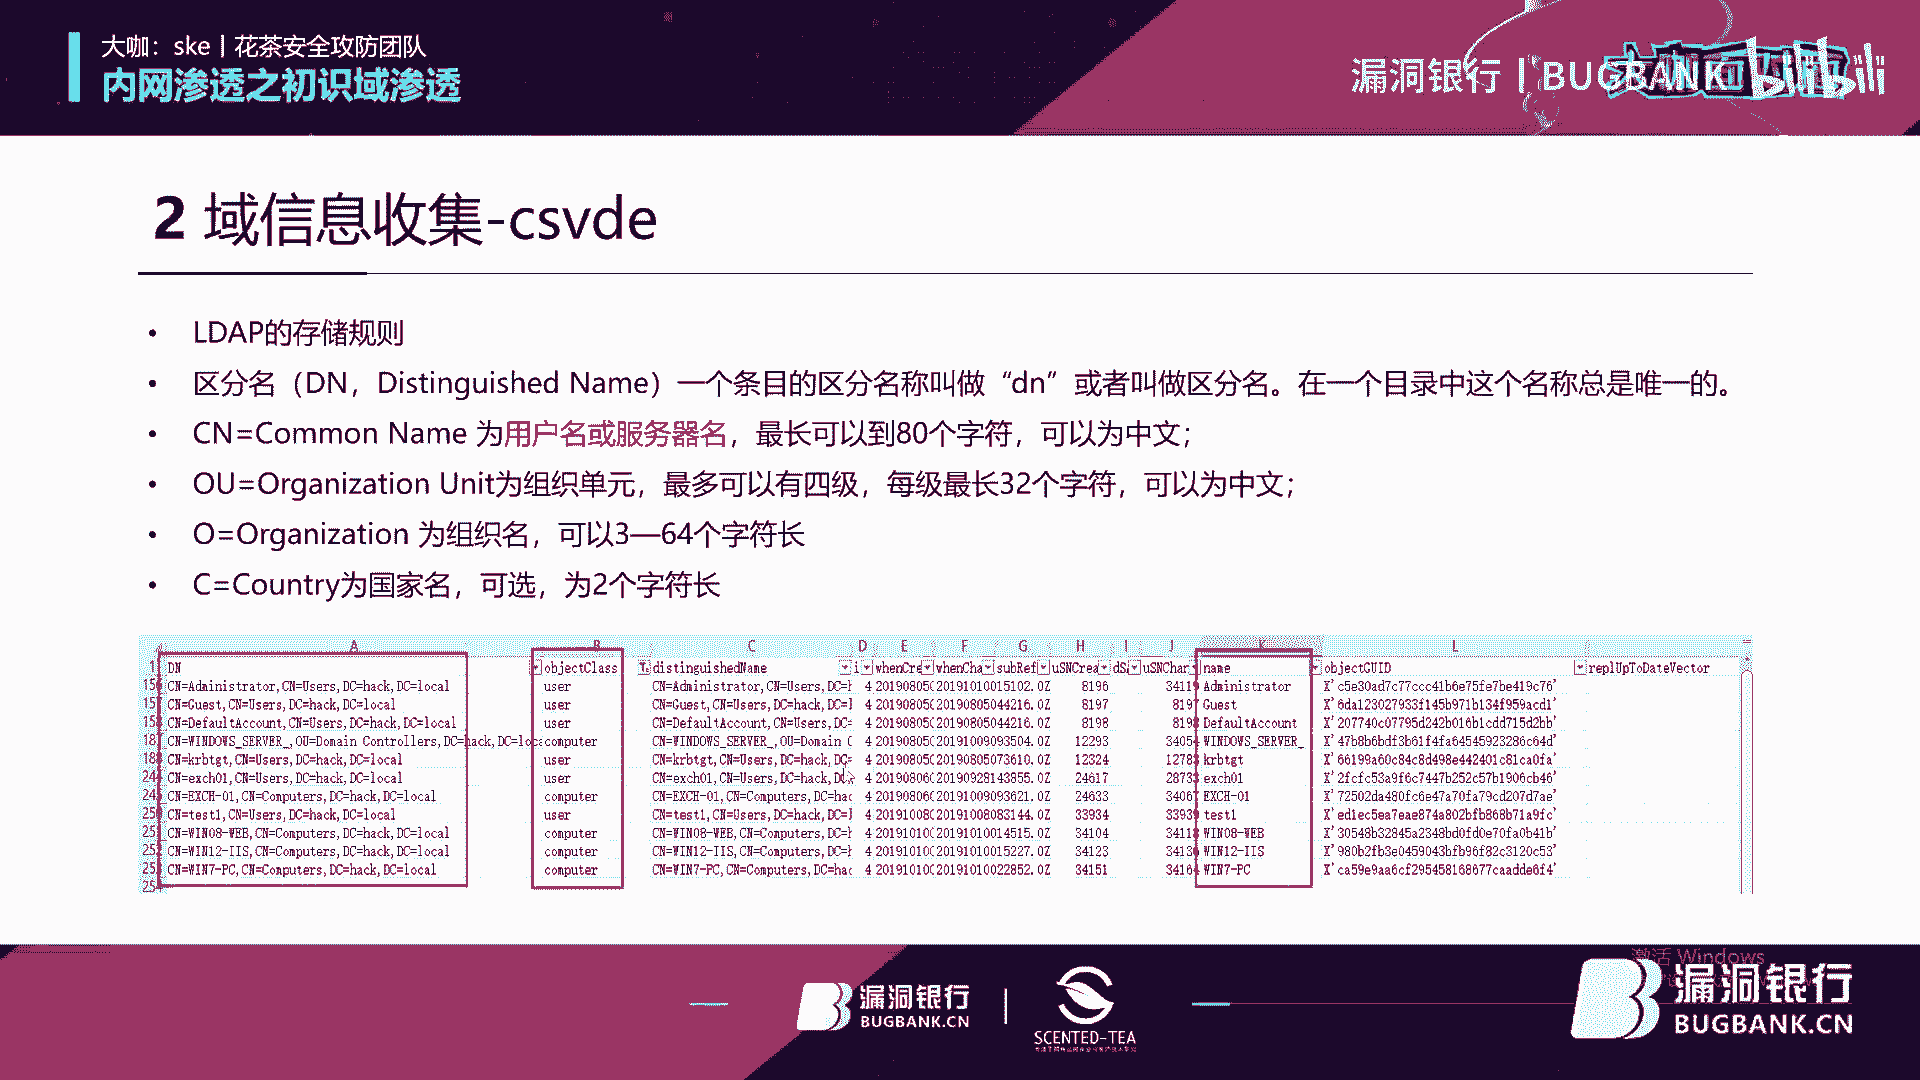 大咖：ske | 花茶安全攻防团队
内网渗透之初识域渗透
漏洞银行 | BUGBANK
bilibili
2 域信息收集-csvde
• LDAP的存储规则
• 区分名（DN，Distinguished Name）一个条目的区分名称叫做“dn”或者叫做区分名。在一个目录中这个名称总是唯一的。
• CN=Common Name 为用户名或服务器名，最长可以到80个字符，可以为中文；
• OU=Organization Unit为组织单元，最多可以有四级，每级最长32个字符，可以为中文；
• O=Organization 为组织名，可以3—64个字符长
• C=Country为国家名，可选，为2个字符长
A B C D E F G H I J K L
DN objectClass distinguishedName whenCre whenCha subRef uSNCrea dSA uSNChan name objectGUID replUpToDateVector
CN=Administrator,CN=Users,DC=hack,DC=local user CN=Administrator,CN=Users,DC=h 4 20190805( 20191010015102.0Z 8196 34119 Administrator X'c5e30ad7c77ccc41b6e75fe7be419c76'
CN=Guest,CN=Users,DC=hack,DC=local user CN=Guest,CN=Users,DC=hack,DC=l 4 20190805( 20190805044216.0Z 8197 8197 Guest X'6da123027933f145b971b134f959acd1'
CN=DefaultAccount,CN=Users,DC=hack,DC=local user CN=DefaultAccount,CN=Users,DC= 4 20190805( 20190805044216.0Z 8198 8198 DefaultAccount X'207740c07795d242b016b1cdd715d2bb'
CN=WINDOWS_SERVER_,OU=Domain Controllers,DC=hack,DC=loc computer CN=WINDOWS_SERVER_,OU=Domain C 4 20190805( 20191009093504.0Z 12293 34054 WINDOWS_SERVER_ X'47b8b6bdf3b61f4fa64545923286c64d'
CN=krbtgt,CN=Users,DC=hack,DC=local user CN=krbtgt,CN=Users,DC=hack,DC= 4 20190805( 20190805073610.0Z 12324 12783 krbtgt X'66199a60c84c8d498e442401c81ca0fa'
CN=exch01,CN=Users,DC=hack,DC=local user CN=exch01,CN=Users,DC=hack,DC= 4 20190806( 20190928143855.0Z 24617 28733 exch01 X'2fcfc53a9f6c7447b252c57b1906cb46'
CN=EXCH-01,CN=Computers,DC=hack,DC=local computer CN=EXCH-01,CN=Computers,DC=hac 4 20190806( 20191009093621.0Z 24633 34067 EXCH-01 X'72502da480fc6e47a70fa79cd207d7ae'
CN=test1,CN=Users,DC=hack,DC=local user CN=test1,CN=Users,DC=hack,DC=l 4 20191008( 20191008083144.0Z 33934 33939 test1 X'ed1ec5ea7eae874a802bfb868b71a9fc'
CN=WIN08-WEB,CN=Computers,DC=hack,DC=local computer CN=WIN08-WEB,CN=Computers,DC=h 4 20191010( 20191010014515.0Z 34104 34118 WIN08-WEB X'30548b32845a2348bd0fd0e70fa0b41b'
CN=WIN12-IIS,CN=Computers,DC=hack,DC=local computer CN=WIN12-IIS,CN=Computers,DC=h 4 20191010( 20191010015227.0Z 34123 34136 WIN12-IIS X'980b2fb3e0459043bfb96f82c3120c53'
CN=WIN7-PC,CN=Computers,DC=hack,DC=local computer CN=WIN7-PC,CN=Computers,DC=hac 4 20191010( 20191010022852.0Z 34151 34164 WIN7-PC X'ca59e9aa6cf295458168677caadde6f4'
激活 Windows
漏洞银行
BUGBANK.CN
SCENTED-TEA
漏洞银行
BUGBANK.CN